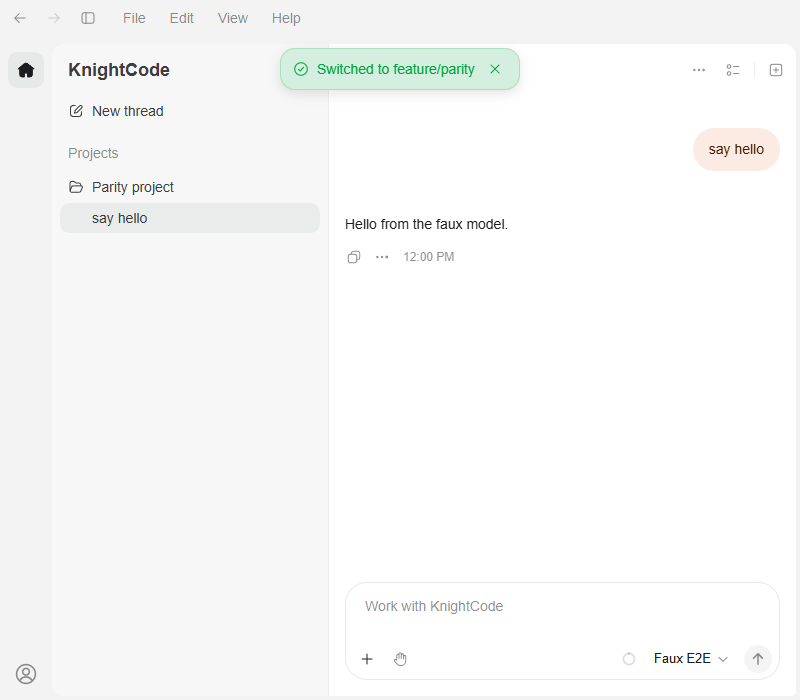 File Edit View Help
KnightCode
New thread
Projects
Parity project
say hello
Switched to feature/parity
say hello
Hello from the faux model.
12:00 PM
Work with KnightCode
Faux E2E